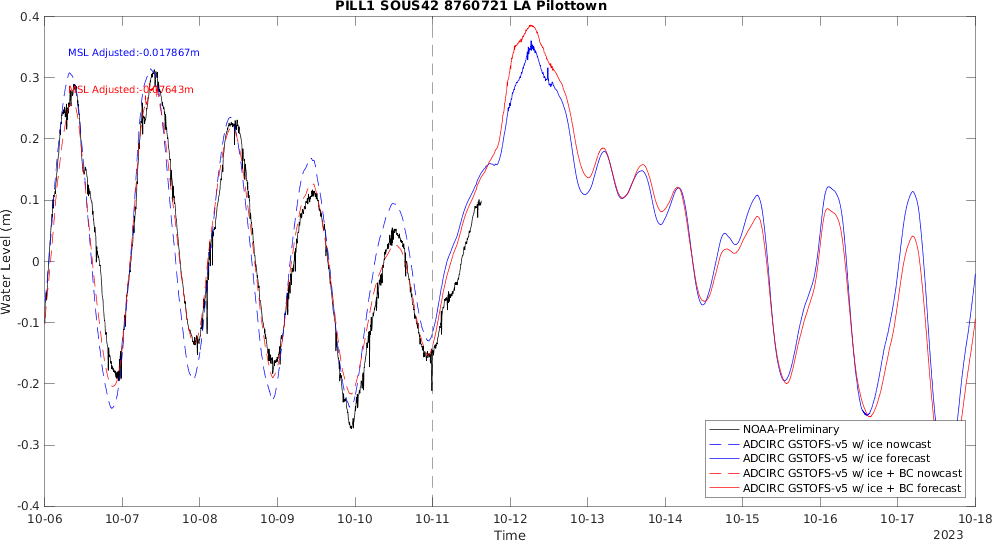 PILL1 SOUS42 8760721 LA Pilottown
MSL Adjusted:-0.017867m
MSL Adjusted:-0.07643m
Water Level (m)
0.4
0.3
0.2
0.1
0
-0.1
-0.2
-0.3
-0.4
NOAA-Preliminary
ADCIRC GSTOFS-v5 w/ ice nowcast
ADCIRC GSTOFS-v5 w/ ice forecast
ADCIRC GSTOFS-v5 w/ ice + BC nowcast
ADCIRC GSTOFS-v5 w/ ice + BC forecast
10-06 10-07 10-08 10-09 10-10 10-11 10-12 10-13 10-14 10-15 10-16 10-17 10-18
Time
2023